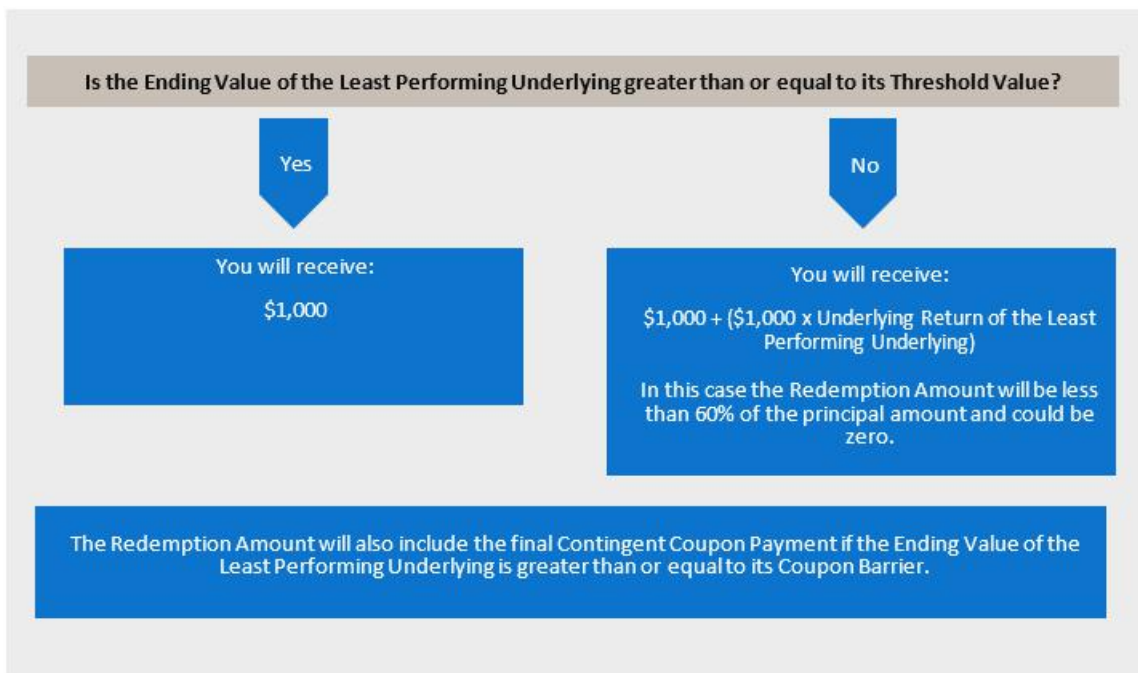 Is the Ending Value of the Least Performing Underlying greater than or equal to its Threshold Value?
Yes
No
You will receive:
$1,000
You will receive:
$1,000 + ($1,000 x Underlying Return of the Least
Performing Underlying)
In this case the Redemption Amount will be less
than 60% of the principal amount and could be
zero.
The Redemption Amount will also include the final Contingent Coupon Payment if the Ending Value of the
Least Performing Underlying is greater than or equal to its Coupon Barrier.